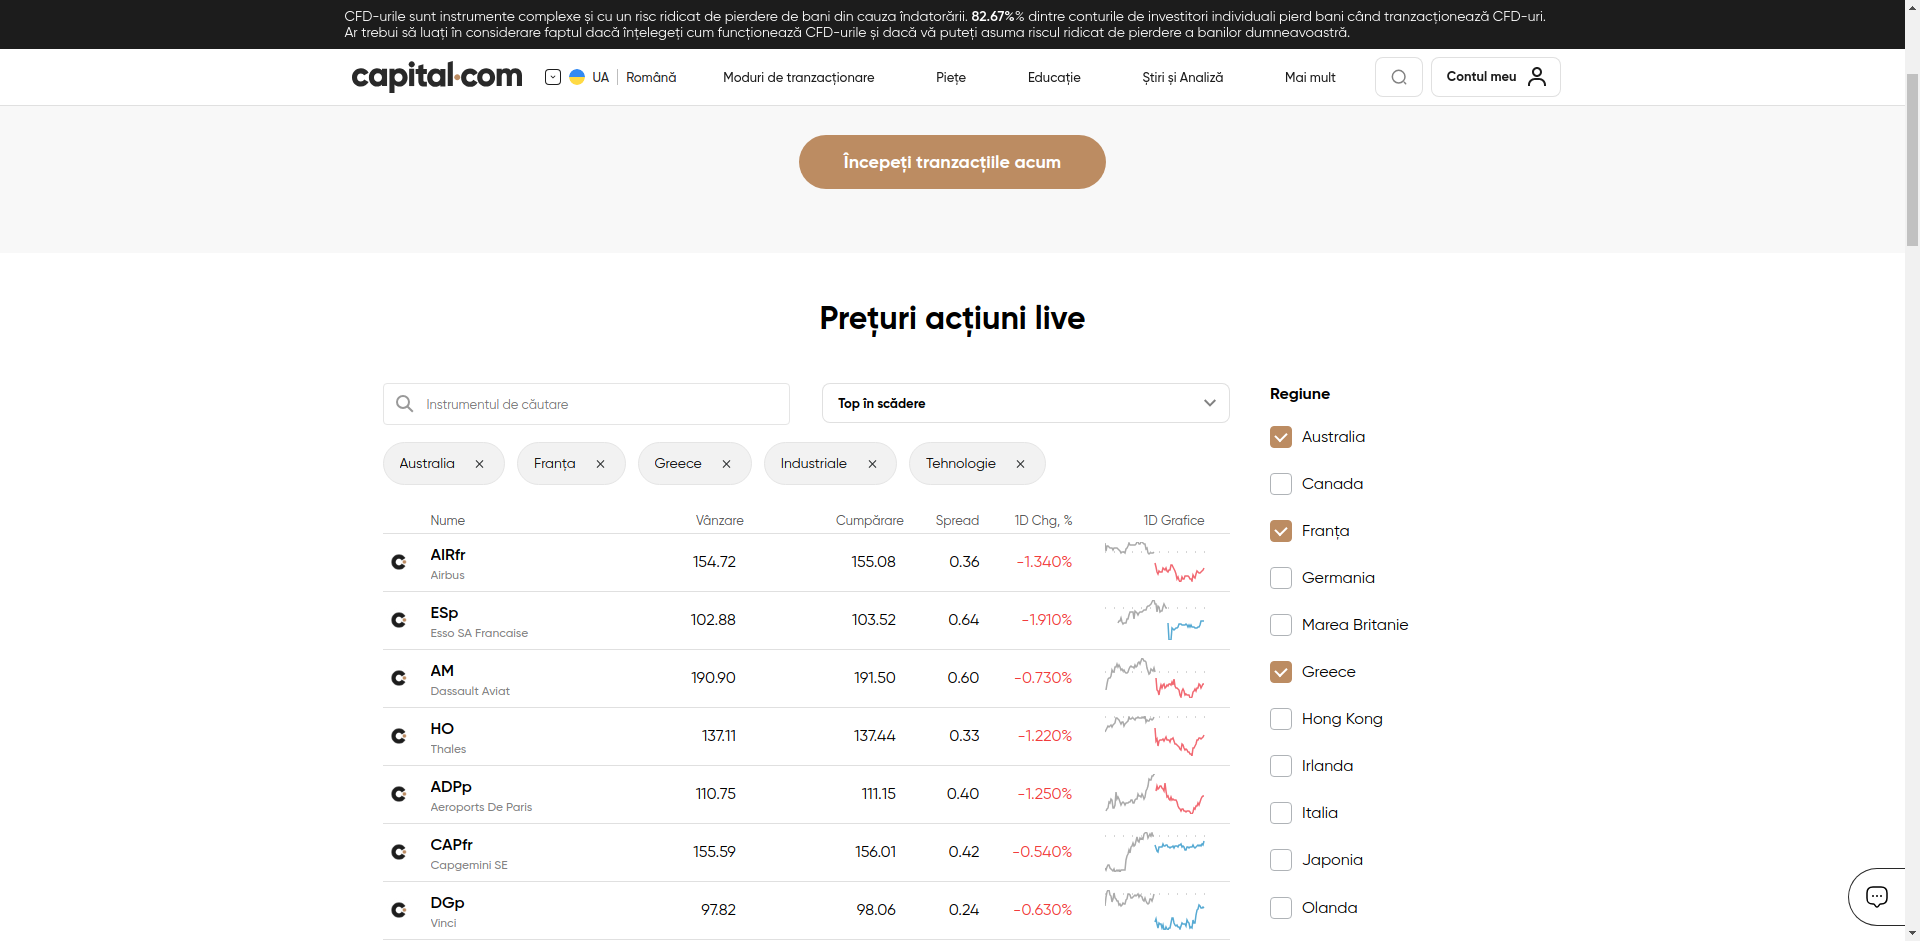 CFD-urile sunt instrumente complexe și cu un risc ridicat de pierdere de bani din cauza îndatorării. 82.67%% dintre conturile de investitori individuali pierd bani când tranzacționează CFD-uri.
Ar trebui să luați în considerare faptul dacă înțelegeți cum funcționează CFD-urile și dacă vă puteți asuma riscul ridicat de pierdere a banilor dumneavoastră.
capital.com UA Română Moduri de tranzacționare Piețe Educație Știri și Analiză Mai mult Contul meu
Începeți tranzacțiile acum
Prețuri acțiuni live
Instrumentul de căutare Top în scădere
Australia Franța Greece Industriale Tehnologie
Nume Vânzare Cumpărare Spread 1D Chg, % 1D Grafice
AIRfr 154.72 155.08 0.36 -1.340%
Airbus
ESp 102.88 103.52 0.64 -1.910%
Esso SA Francaise
AM 190.90 191.50 0.60 -0.730%
Dassault Aviat
HO 137.11 137.44 0.33 -1.220%
Thales
ADPp 110.75 111.15 0.40 -1.250%
Aeroports De Paris
CAPfr 155.59 156.01 0.42 -0.540%
Capgemini SE
DGp 97.82 98.06 0.24 -0.630%
Vinci
Regiune
Australia
Canada
Franța
Germania
Marea Britanie
Greece
Hong Kong
Irlanda
Italia
Japonia
Olanda